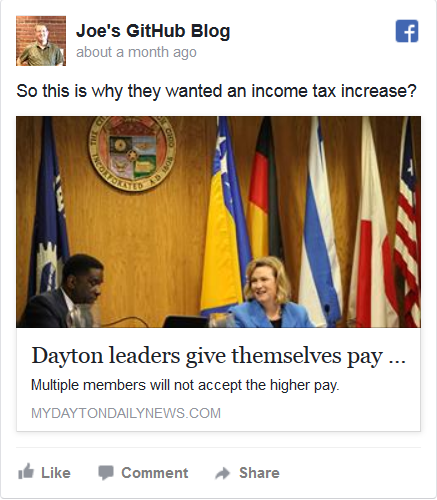 Joe's GitHub Blog
about a month ago
So this is why they wanted an income tax increase?
Dayton leaders give themselves pay ...
Multiple members will not accept the higher pay.
MYDAYTONDAILYNEWS.COM
Like Comment Share